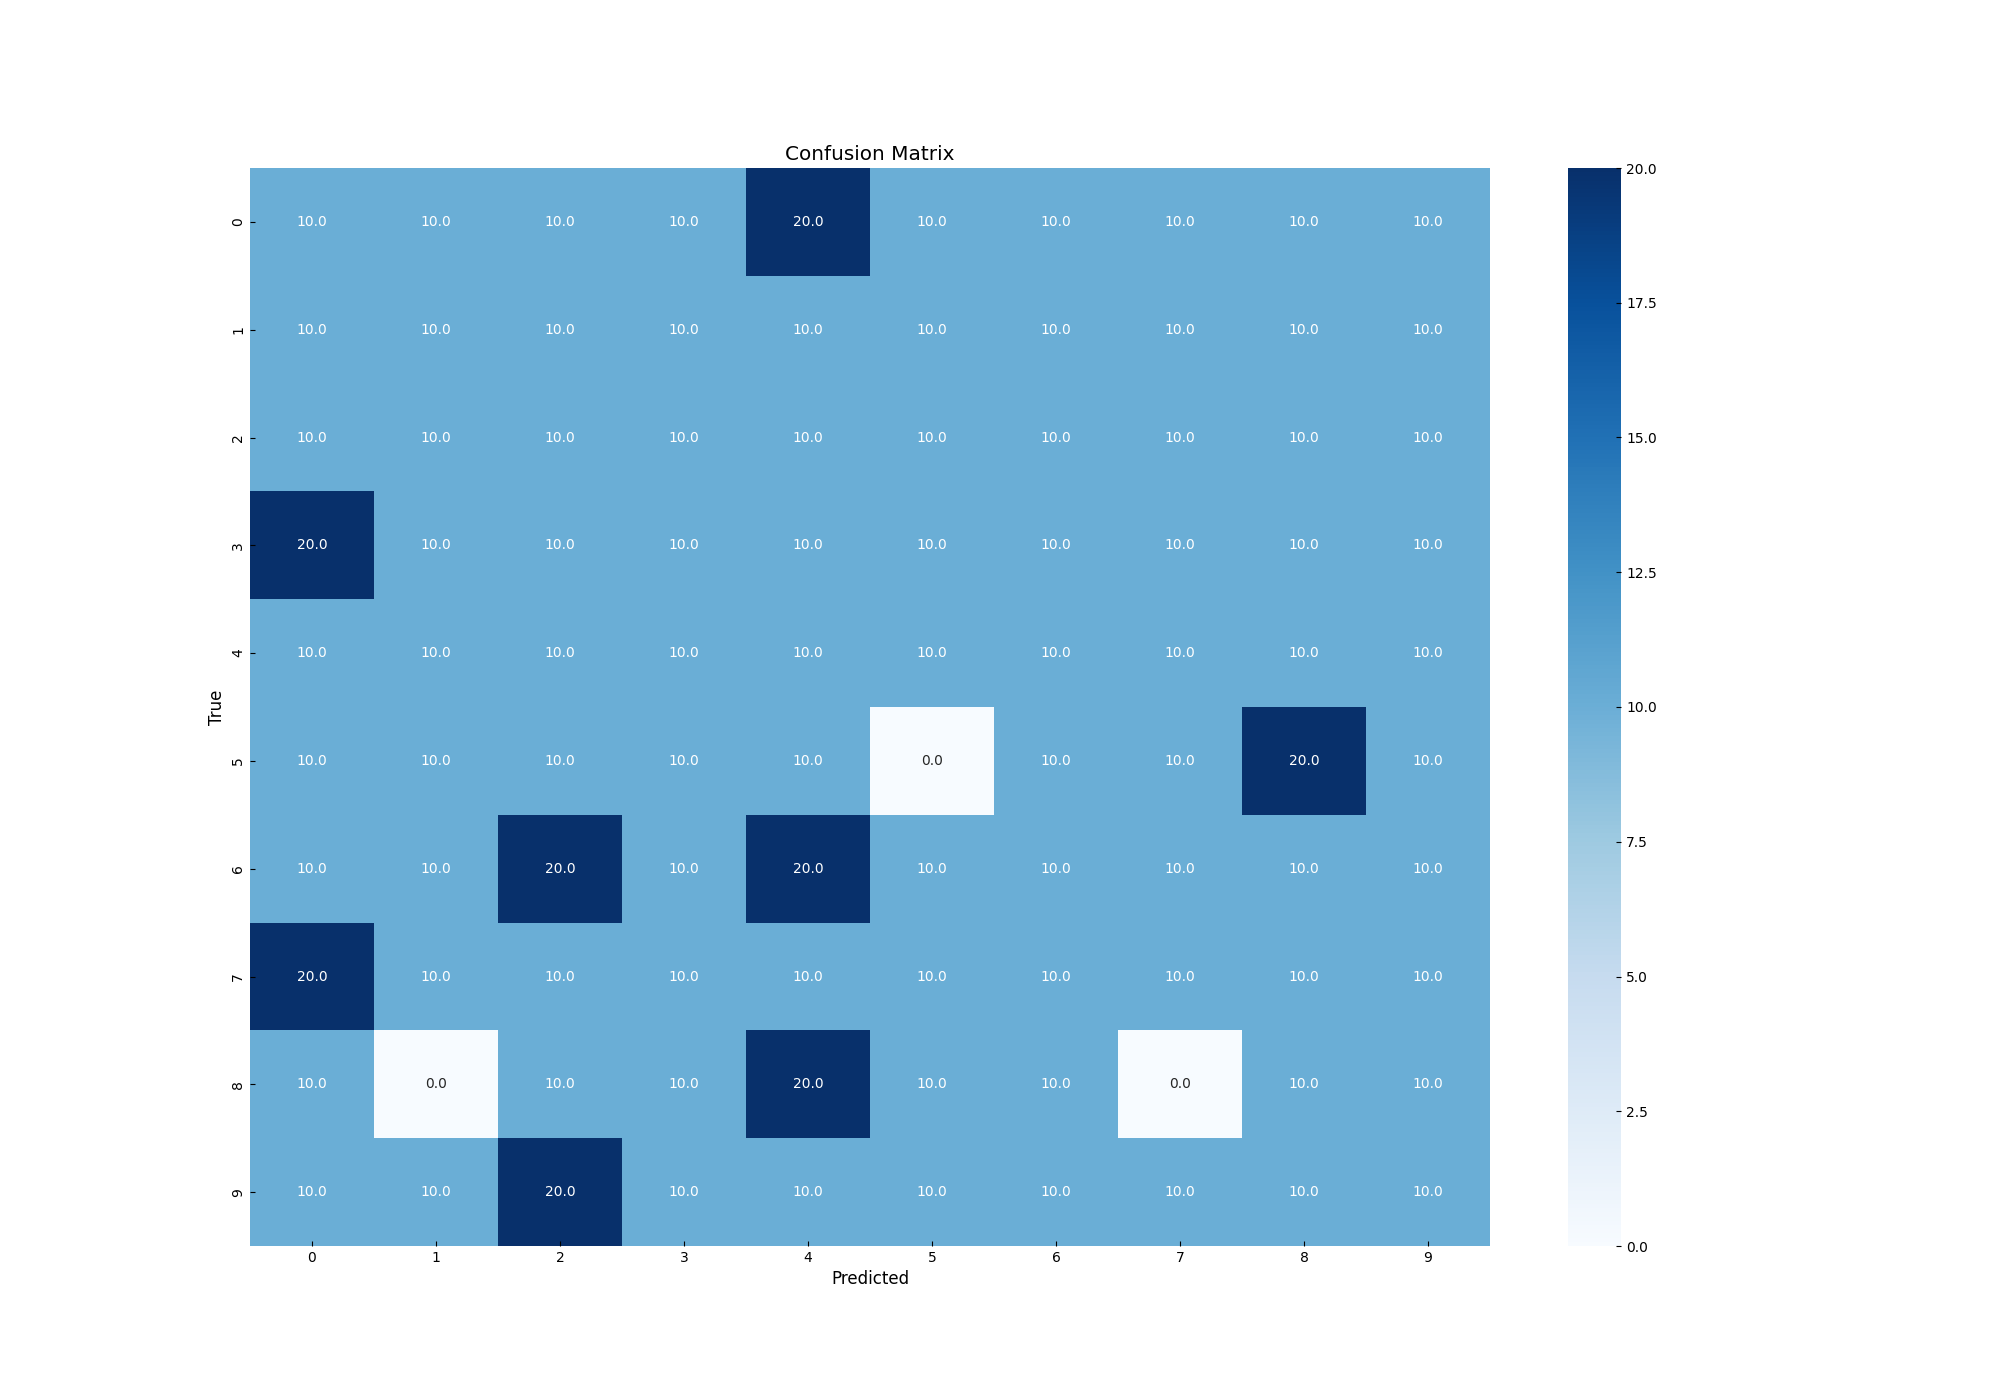 Confusion Matrix
0 10.0 10.0 10.0 10.0 20.0 10.0 10.0 10.0 10.0 10.0
1 10.0 10.0 10.0 10.0 10.0 10.0 10.0 10.0 10.0 10.0
2 10.0 10.0 10.0 10.0 10.0 10.0 10.0 10.0 10.0 10.0
3 20.0 10.0 10.0 10.0 10.0 10.0 10.0 10.0 10.0 10.0
4 10.0 10.0 10.0 10.0 10.0 10.0 10.0 10.0 10.0 10.0
5 10.0 10.0 10.0 10.0 10.0 0.0 10.0 10.0 20.0 10.0
6 10.0 10.0 20.0 10.0 20.0 10.0 10.0 10.0 10.0 10.0
7 20.0 10.0 10.0 10.0 10.0 10.0 10.0 10.0 10.0 10.0
8 10.0 0.0 10.0 10.0 20.0 10.0 10.0 0.0 10.0 10.0
9 10.0 10.0 20.0 10.0 10.0 10.0 10.0 10.0 10.0 10.0
0 1 2 3 4 5 6 7 8 9
Predicted
True
20.0
17.5
15.0
12.5
10.0
7.5
5.0
2.5
0.0